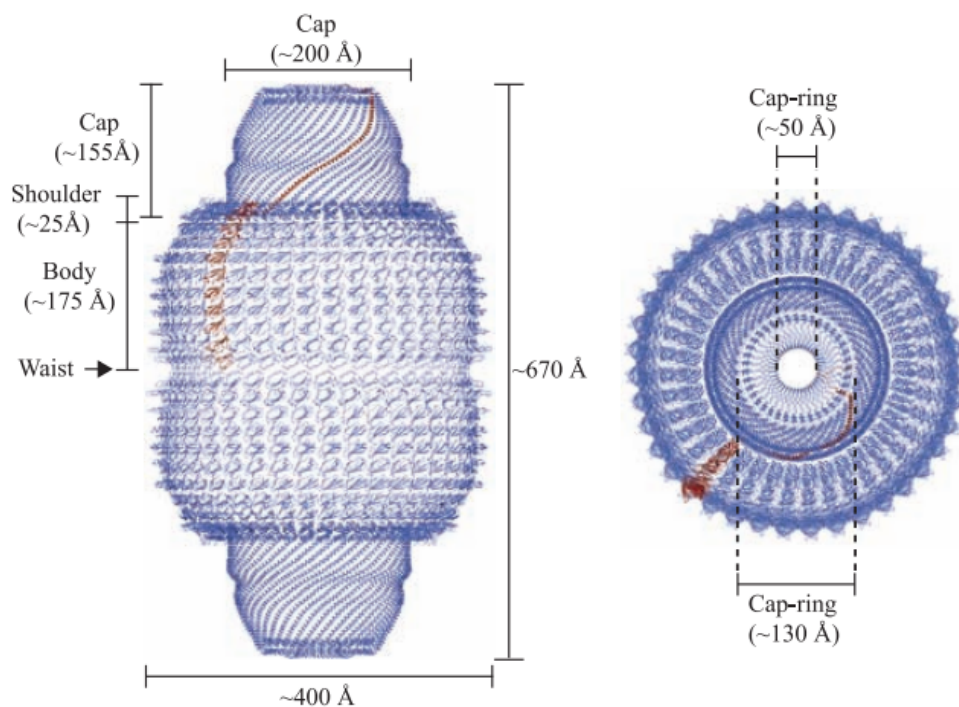 Cap
(~200 Å)
Cap
(~155Å)
Shoulder
(~25Å)
Body
(~175 Å)
Waist
~670 Å
~400 Å
Cap-ring
(~50 Å)
Cap-ring
(~130 Å)